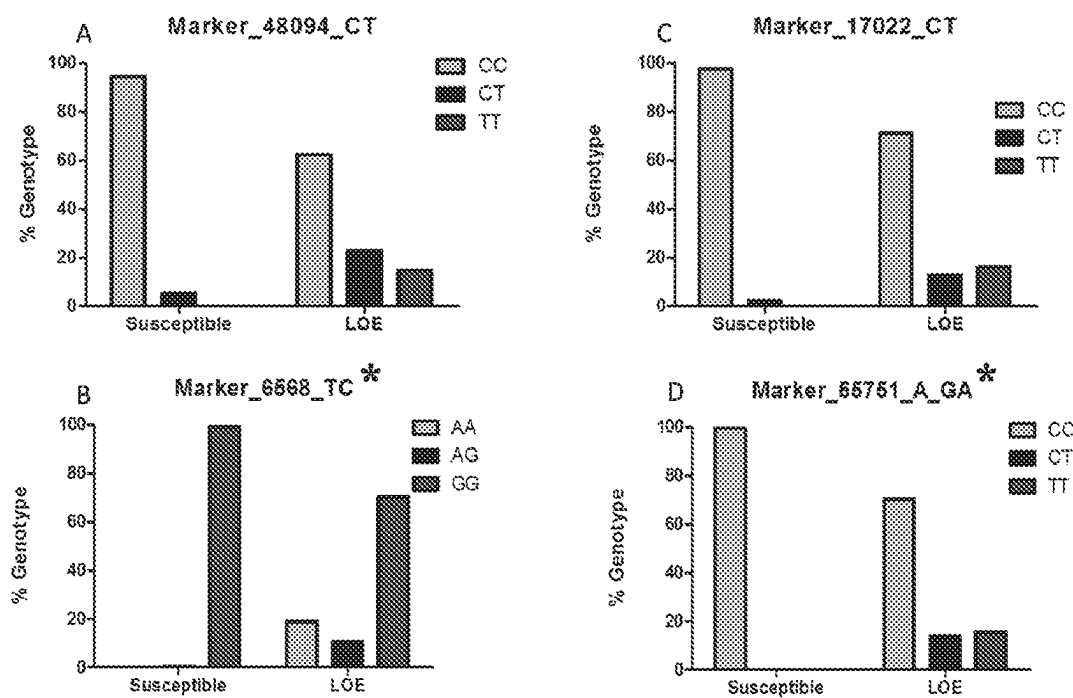 A
Marker_48094_CT
% Genotype
100
80
60
40
20
0
Susceptible
LOE
CC
CT
TT
C
Marker_17022_CT
% Genotype
100
80
60
40
20
0
Susceptible
LOE
CC
CT
TT
B
Marker_6568_TC *
% Genotype
100
80
60
40
20
0
Susceptible
LOE
AA
AG
GG
D
Marker_55751_A_GA *
% Genotype
100
80
60
40
20
0
Susceptible
LOE
CC
CT
TT